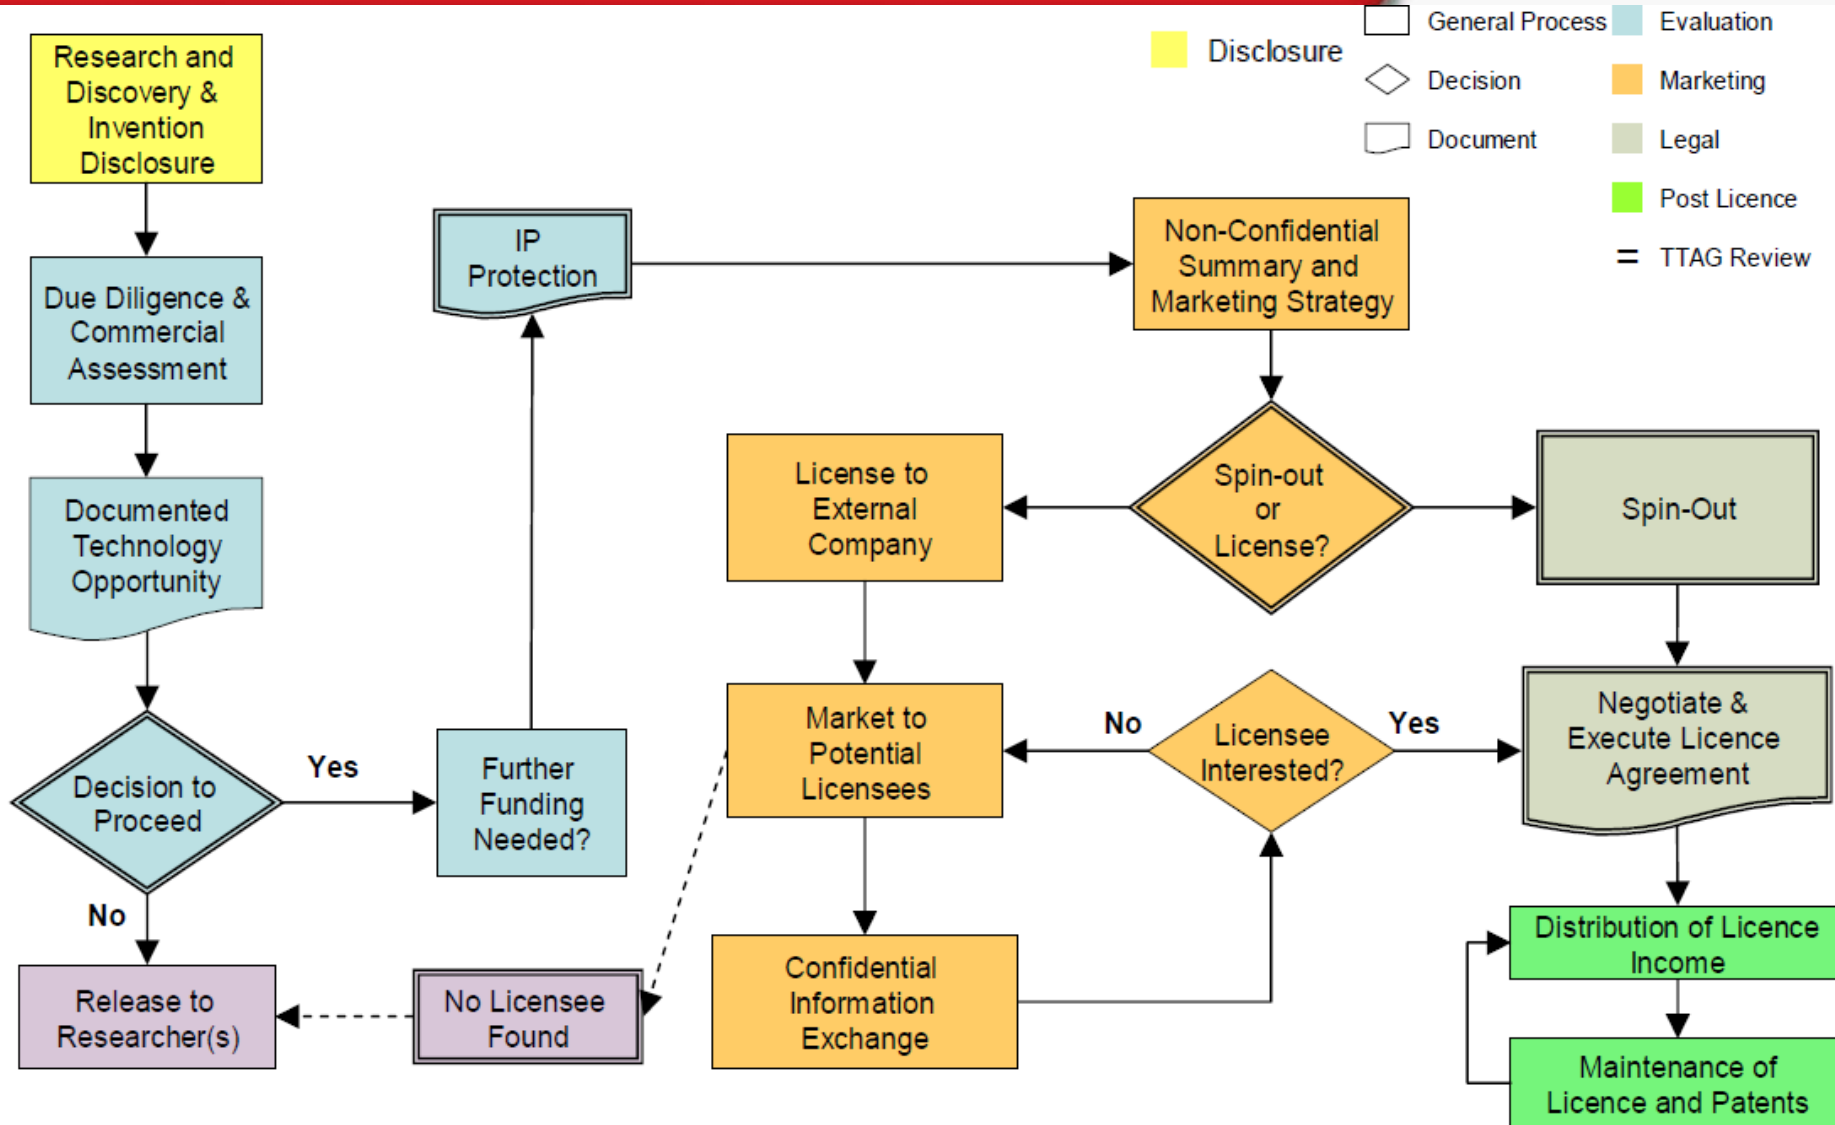 General Process
Evaluation
Disclosure
Decision
Marketing
Document
Legal
Post Licence
= TTAG Review
Research and
Discovery &
Invention
Disclosure
Due Diligence &
Commercial
Assessment
Documented
Technology
Opportunity
Decision to
Proceed
Yes
No
Release to
Researcher(s)
Further
Funding
Needed?
IP
Protection
Non-Confidential
Summary and
Marketing Strategy
Spin-out
or
License?
License to
External
Company
Spin-Out
Market to
Potential
Licensees
No
Licensee
Interested?
Yes
Negotiate &
Execute Licence
Agreement
Confidential
Information
Exchange
No Licensee
Found
Distribution of Licence
Income
Maintenance of
Licence and Patents